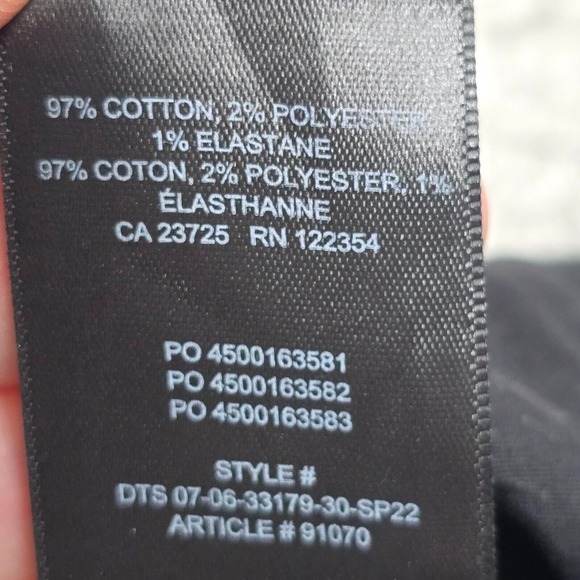 97% COTTON, 2% POLYESTER,
1% ELASTANE
97% COTON, 2% POLYESTER, 1%
ÉLASTHANNE
CA 23725 RN 122354
PO 4500163581
PO 4500163582
PO 4500163583
STYLE #
DTS 07-06-33179-30-SP22
ARTICLE # 91070